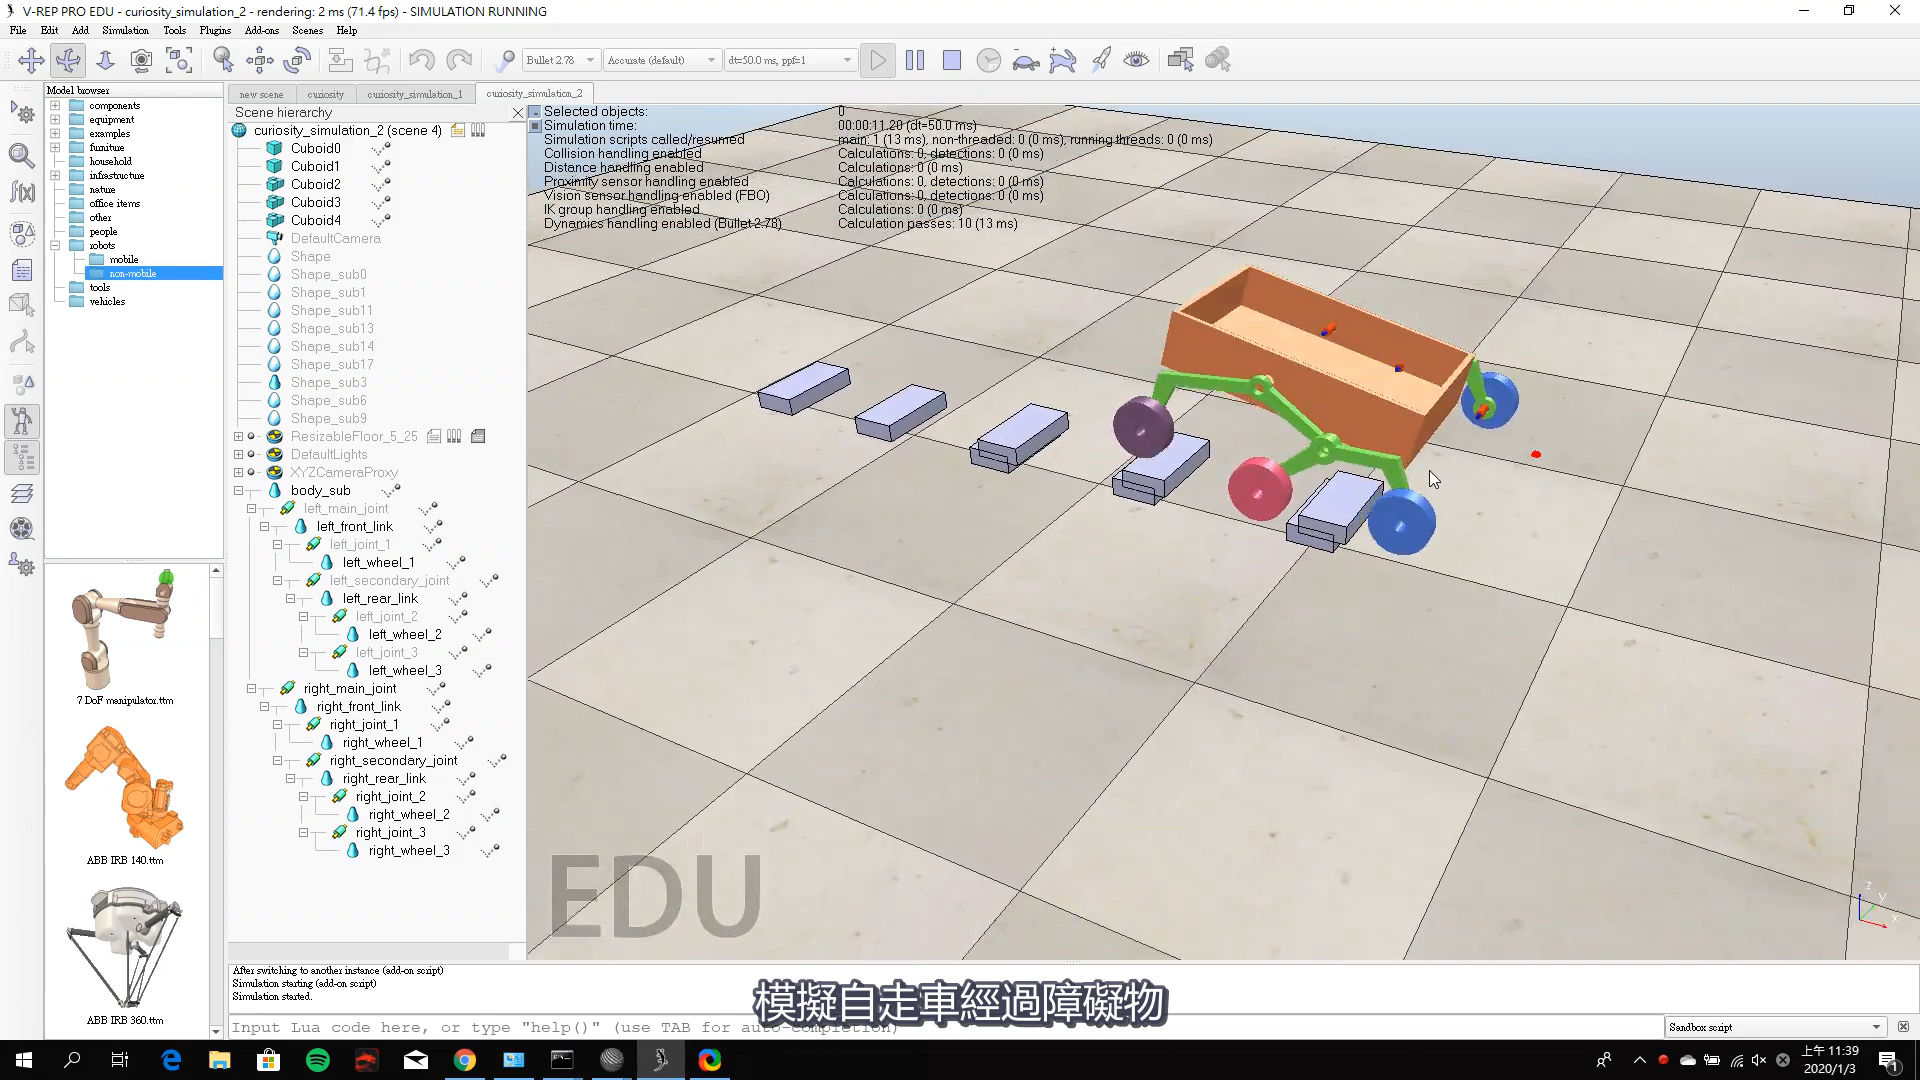 V-REP PRO EDU - curiosity_simulation_2 - rendering: 2 ms (71.4 fps) - SIMULATION RUNNING
File Edit Add Simulation Tools Plugins Add-ons Scenes Help
Bullet 2.78 Accurate (default) dt=50.0 ms, ppf=1
Model browser
components
equipment
examples
furniture
household
infrastructure
nature
office items
other
people
robots
mobile
non-mobile
tools
vehicles
7 DoF manipulator.ttm
ABB IRB 140.ttm
ABB IRB 360.ttm
new scene curiosity curiosity_simulation_1 curiosity_simulation_2
Scene hierarchy
curiosity_simulation_2 (scene 4)
Cuboid0
Cuboid1
Cuboid2
Cuboid3
Cuboid4
DefaultCamera
Shape
Shape_sub0
Shape_sub1
Shape_sub11
Shape_sub13
Shape_sub14
Shape_sub17
Shape_sub3
Shape_sub6
Shape_sub9
ResizableFloor_5_25
DefaultLights
XYZCameraProxy
body_sub
left_main_joint
left_front_link
left_joint_1
left_wheel_1
left_secondary_joint
left_rear_link
left_joint_2
left_wheel_2
left_joint_3
left_wheel_3
right_main_joint
right_front_link
right_joint_1
right_wheel_1
right_secondary_joint
right_rear_link
right_joint_2
right_wheel_2
right_joint_3
right_wheel_3
Selected objects: 0
Simulation time: 00:00:11.20 (dt=50.0 ms)
Simulation scripts called/resumed main: 1 (13 ms), non-threaded: 0 (0 ms), running threads: 0 (0 ms)
Collision handling enabled Calculations: 0, detections: 0 (0 ms)
Distance handling enabled Calculations: 0 (0 ms)
Proximity sensor handling enabled Calculations: 0, detections: 0 (0 ms)
Vision sensor handling enabled (FBO) Calculations: 0, detections: 0 (0 ms)
IK group handling enabled Calculations: 0 (0 ms)
Dynamics handling enabled (Bullet 2.78) Calculation passes: 10 (13 ms)
EDU
z
y
x
After switching to another instance (add-on script)
Simulation starting (add-on script)
Simulation started.
模擬自走車經過障礙物
Input Lua code here, or type "help()" (use TAB for auto-completion)
Sandbox script
上午 11:39
2020/1/3
1